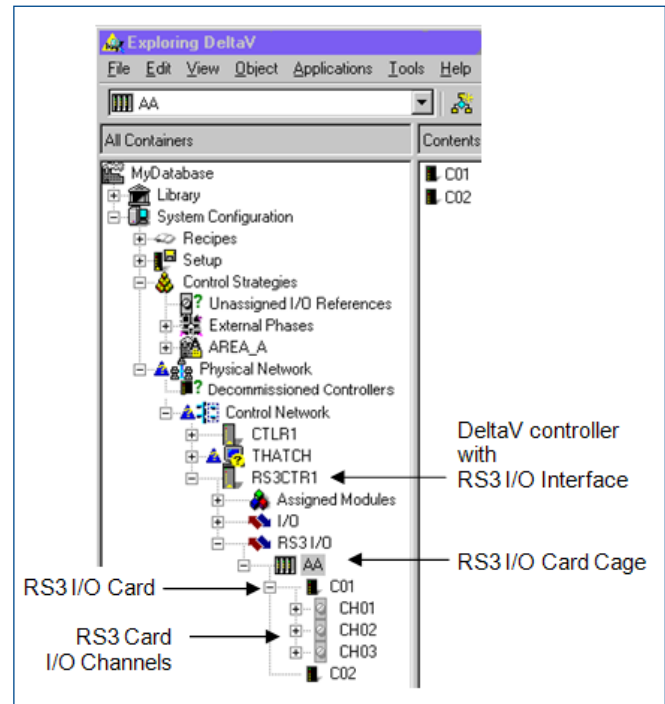 Exploring DeltaV
File Edit View Object Applications Tools Help
AA
All Containers
Contents
MyDatabase
Library
System Configuration
Recipes
Setup
Control Strategies
Unassigned I/O References
External Phases
AREA_A
Physical Network
Decommissioned Controllers
Control Network
CTLR1
THATCH
RS3CTR1
Assigned Modules
I/O
RS3 I/O
AA
C01
CH01
CH02
CH03
C02
C01
C02
DeltaV controller
with
RS3 I/O Interface
RS3 I/O Card Cage
RS3 I/O Card
RS3 Card
I/O Channels